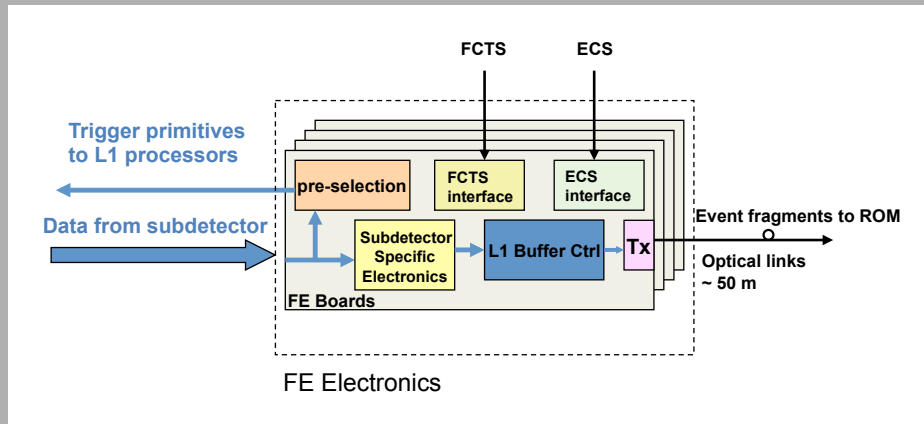 FCTS ECS
Trigger primitives
to L1 processors
pre-selection
FCTS
interface
ECS
interface
Data from subdetector
Subdetector
Specific
Electronics
L1 Buffer Ctrl
Tx
Event fragments to ROM
Optical links
~ 50 m
FE Boards
FE Electronics